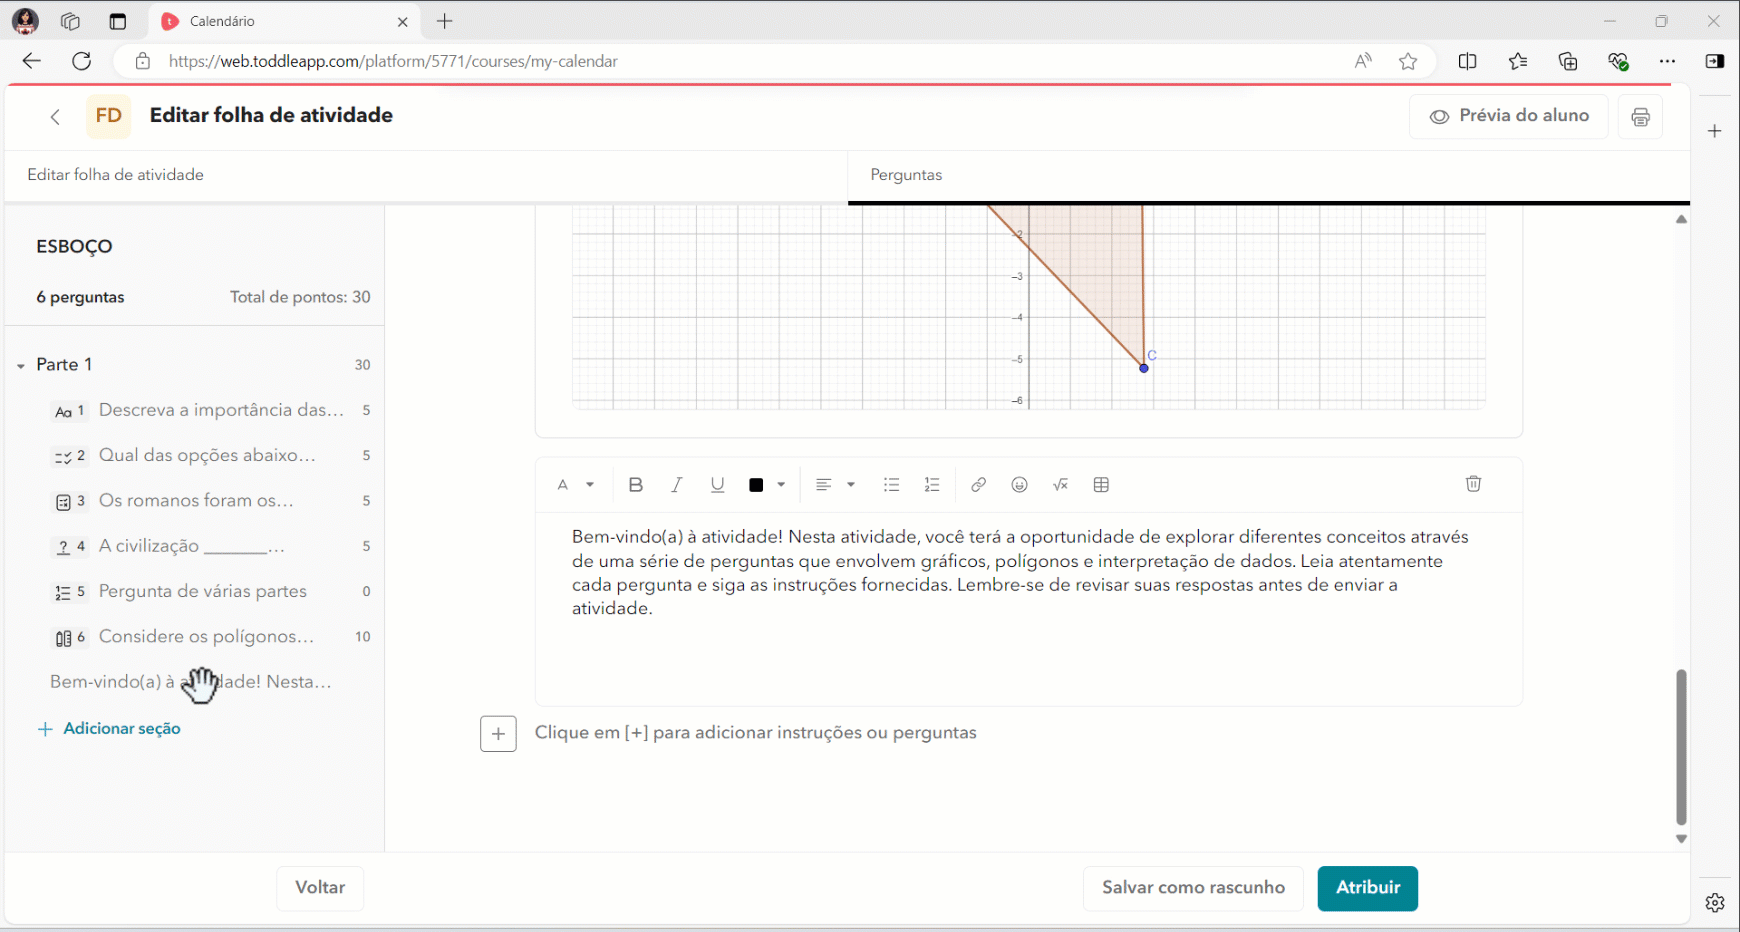 Calendário
https://web.toddleapp.com/platform/5771/courses/my-calendar
FD
Editar folha de atividade
Prévia do aluno
Editar folha de atividade
Perguntas
ESBOÇO
6 perguntas
Total de pontos: 30
Parte 1
30
Aa 1 Descreva a importância das... 5
2 Qual das opções abaixo... 5
3 Os romanos foram os... 5
? 4 A civilização _______... 5
5 Pergunta de várias partes 0
6 Considere os polígonos... 10
Bem-vindo(a) à a dade! Nesta...
+ Adicionar seção
-2
-3
-4
-5
C
-6
A
B I U
Bem-vindo(a) à atividade! Nesta atividade, você terá a oportunidade de explorar diferentes conceitos através
de uma série de perguntas que envolvem gráficos, polígonos e interpretação de dados. Leia atentamente
cada pergunta e siga as instruções fornecidas. Lembre-se de revisar suas respostas antes de enviar a
atividade.
+ Clique em [+] para adicionar instruções ou perguntas
Voltar
Salvar como rascunho
Atribuir